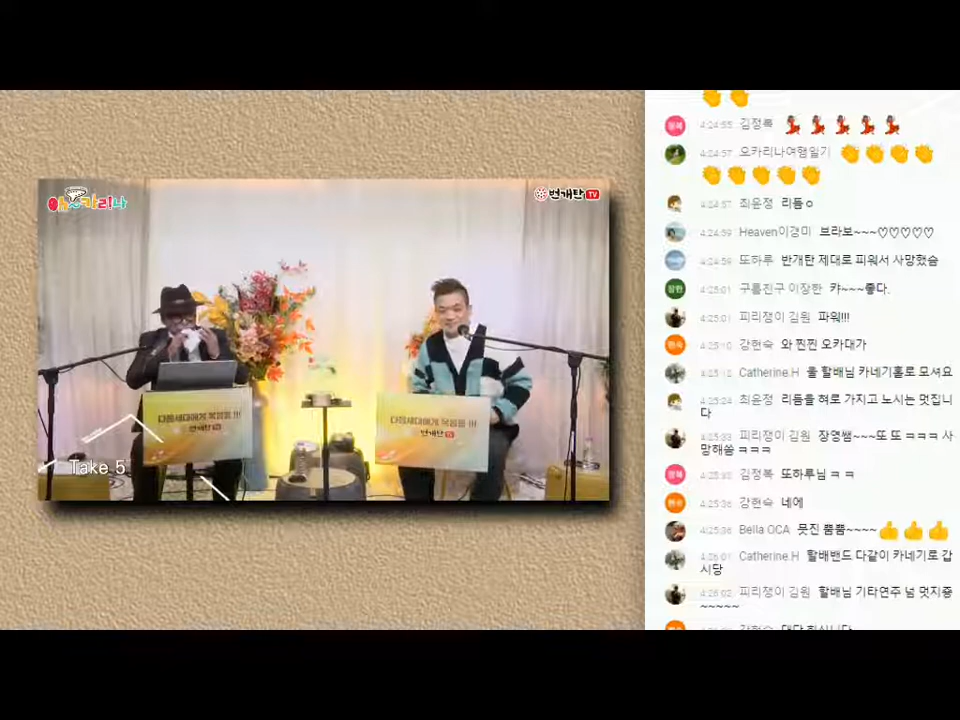 아~오카리나
번개탄 TV
다음세대에게 복음을 !!!
번개탄 TV
다음세대에게 복음을 !!!
번개탄 TV
Take 5
4:24:55 김정복
4:24:57 오카리나여행일기
4:24:57 최윤정 리듬ㅇ
4:24:59 Heaven이경미 브라보~~~♡♡♡♡♡
4:24:59 또하루 번개탄 제대로 피워서 사망했슴
4:25:01 구름친구 이장한 캬~~~좋다.
4:25:01 피리쟁이 김원 파워!!!
4:25:10 강현숙 와 찐찐 오카대가
4:25:12 Catherine.H 울 할배님 카네기홀로 모셔요
4:25:24 최윤정 리듬을 혀로 가지고 노시는 멋집니
다
4:25:33 피리쟁이 김원 장영쌤~~~또 또 ㅋㅋㅋ 사
망해쏨 ㅋㅋㅋ
4:25:35 김정복 또하루님 ㅋ ㅋ
4:25:36 강현숙 네에
4:25:36 Bella OCA 뭇진 뿜뿜~~~~
4:26:01 Catherine.H 할배밴드 다같이 카네기로 갑
시당
4:26:02 피리쟁이 김원 할배님 기타연주 넘 멋지쥬
~~~~~